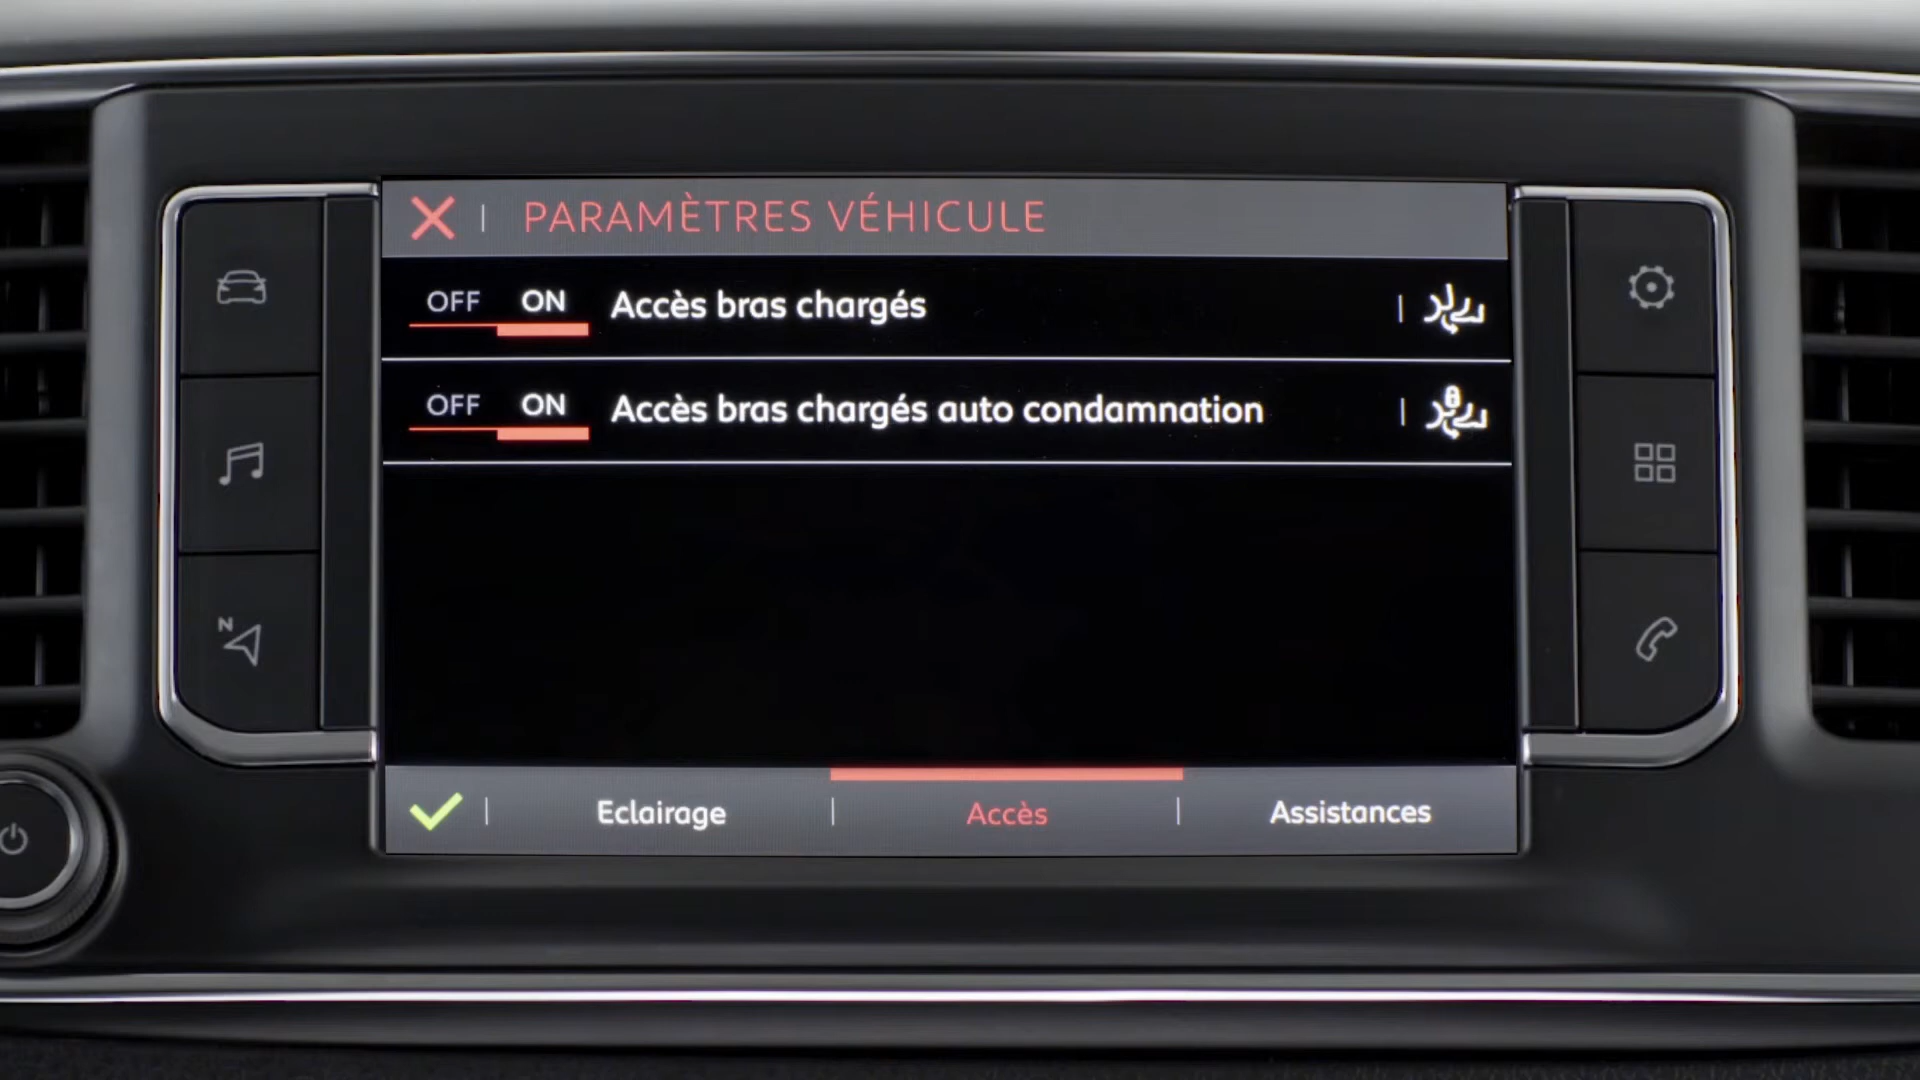 PARAMÈTRES VÉHICULE
OFF ON Accès bras chargés
OFF ON Accès bras chargés auto condamnation
N
Eclairage Accès Assistances